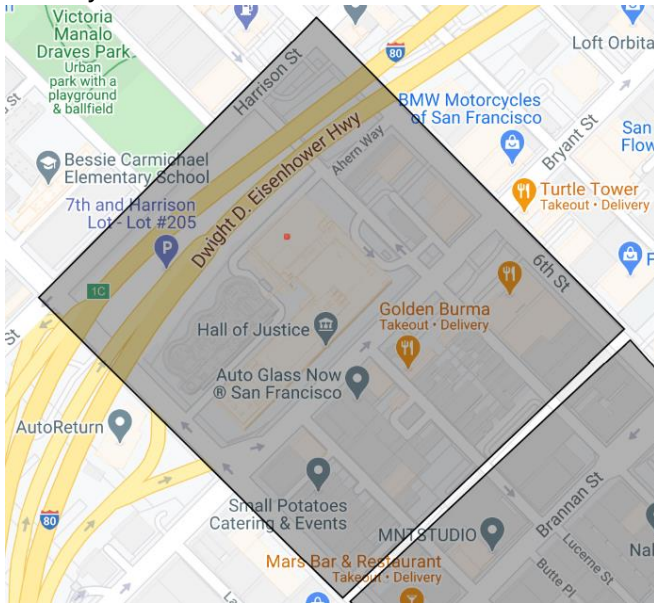 Victoria
Manalo
Draves Park
Urban
park with a
playground
& ballfield
Harrison St
80
Loft Orbita
BMW Motorcycles
of San Francisco
Bryant St
San
Flow
Ahern Way
Bessie Carmichael
Elementary School
Turtle Tower
Takeout • Delivery
7th and Harrison
Lot - Lot #205
P
Dwight D. Eisenhower Hwy
6th St
F
1C
St
Golden Burma
Takeout • Delivery
Hall of Justice
Auto Glass Now
® San Francisco
AutoReturn
80
Small Potatoes
Catering & Events
MNTSTUDIO
Brannan St
Lucerne St
Nal
Butte Pl
Mars Bar & Restaurant
Takeout • Delivery
La